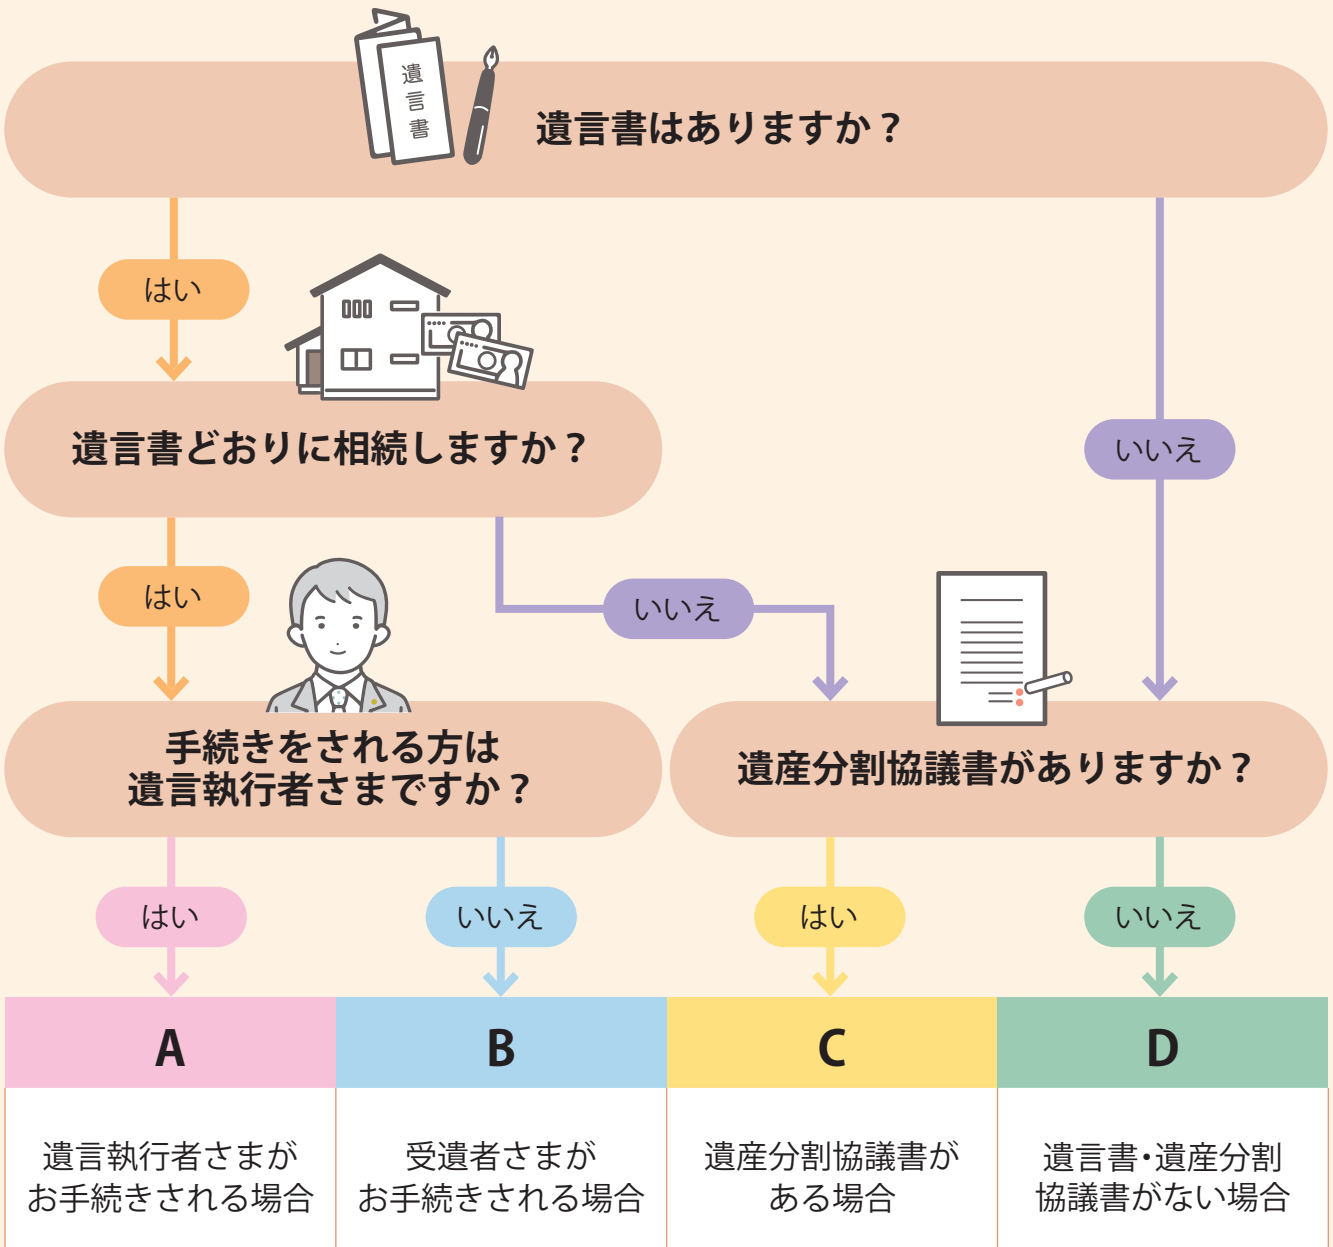 遺言書
遺言書はありますか？
はい
いいえ
遺言書どおりに相続しますか？
はい
いいえ
手続きをされる方は
遺言執行者さまですか？
遺産分割協議書がありますか？
はい
いいえ
はい
いいえ
A
B
C
D
遺言執行者さまが
お手続きされる場合
受遺者さまが
お手続きされる場合
遺産分割協議書が
ある場合
遺言書・遺産分割
協議書がない場合